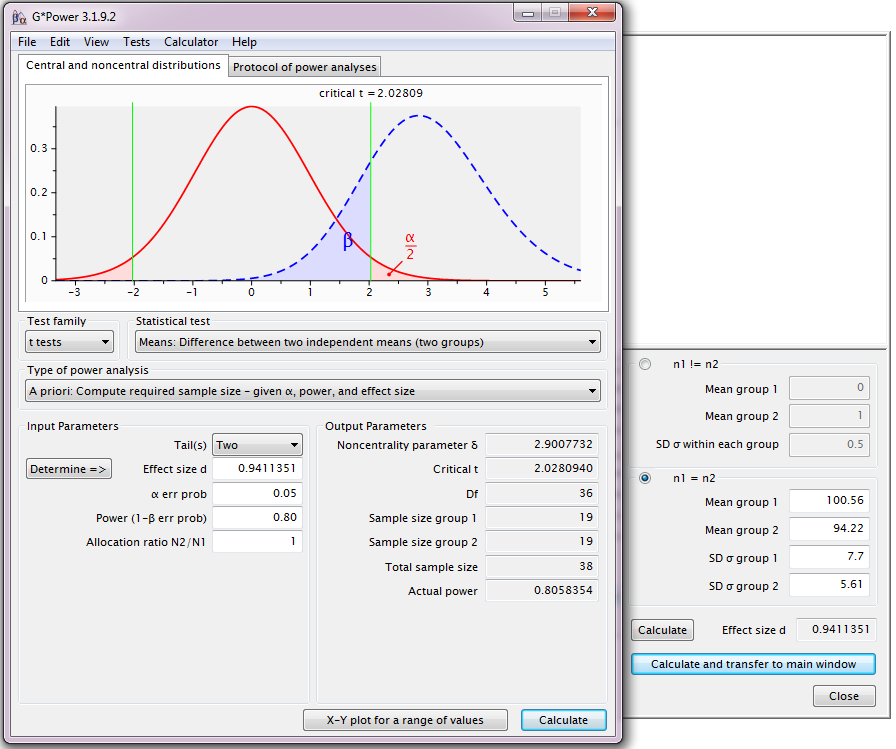 βα G*Power 3.1.9.2
File Edit View Tests Calculator Help
Central and noncentral distributions Protocol of power analyses
critical t = 2.02809
0.3
0.2
0.1
0
β
α
2
-3 -2 -1 0 1 2 3 4 5
Test family
t tests
Statistical test
Means: Difference between two independent means (two groups)
Type of power analysis
A priori: Compute required sample size – given α, power, and effect size
Input Parameters
Tail(s) Two
Determine => Effect size d 0.9411351
α err prob 0.05
Power (1-β err prob) 0.80
Allocation ratio N2/N1 1
Output Parameters
Noncentrality parameter δ 2.9007732
Critical t 2.0280940
Df 36
Sample size group 1 19
Sample size group 2 19
Total sample size 38
Actual power 0.8058354
X-Y plot for a range of values Calculate
n1 != n2
Mean group 1 0
Mean group 2 1
SD σ within each group 0.5
n1 = n2
Mean group 1 100.56
Mean group 2 94.22
SD σ group 1 7.7
SD σ group 2 5.61
Calculate Effect size d 0.9411351
Calculate and transfer to main window
Close